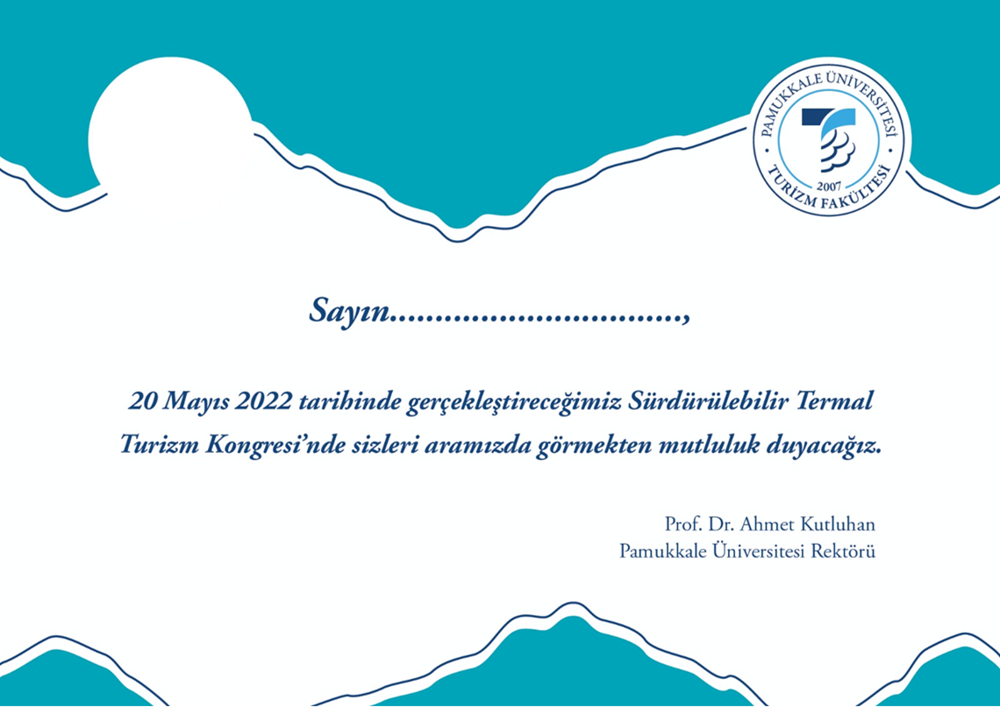 PAMUKKALE ÜNİVERSİTESİ
2007
TURİZM FAKÜLTESİ
Sayın................................,
20 Mayıs 2022 tarihinde gerçekleştireceğimiz Sürdürülebilir Termal
Turizm Kongresi’nde sizleri aramızda görmekten mutluluk duyacağız.
Prof. Dr. Ahmet Kutluhan
Pamukkale Üniversitesi Rektörü